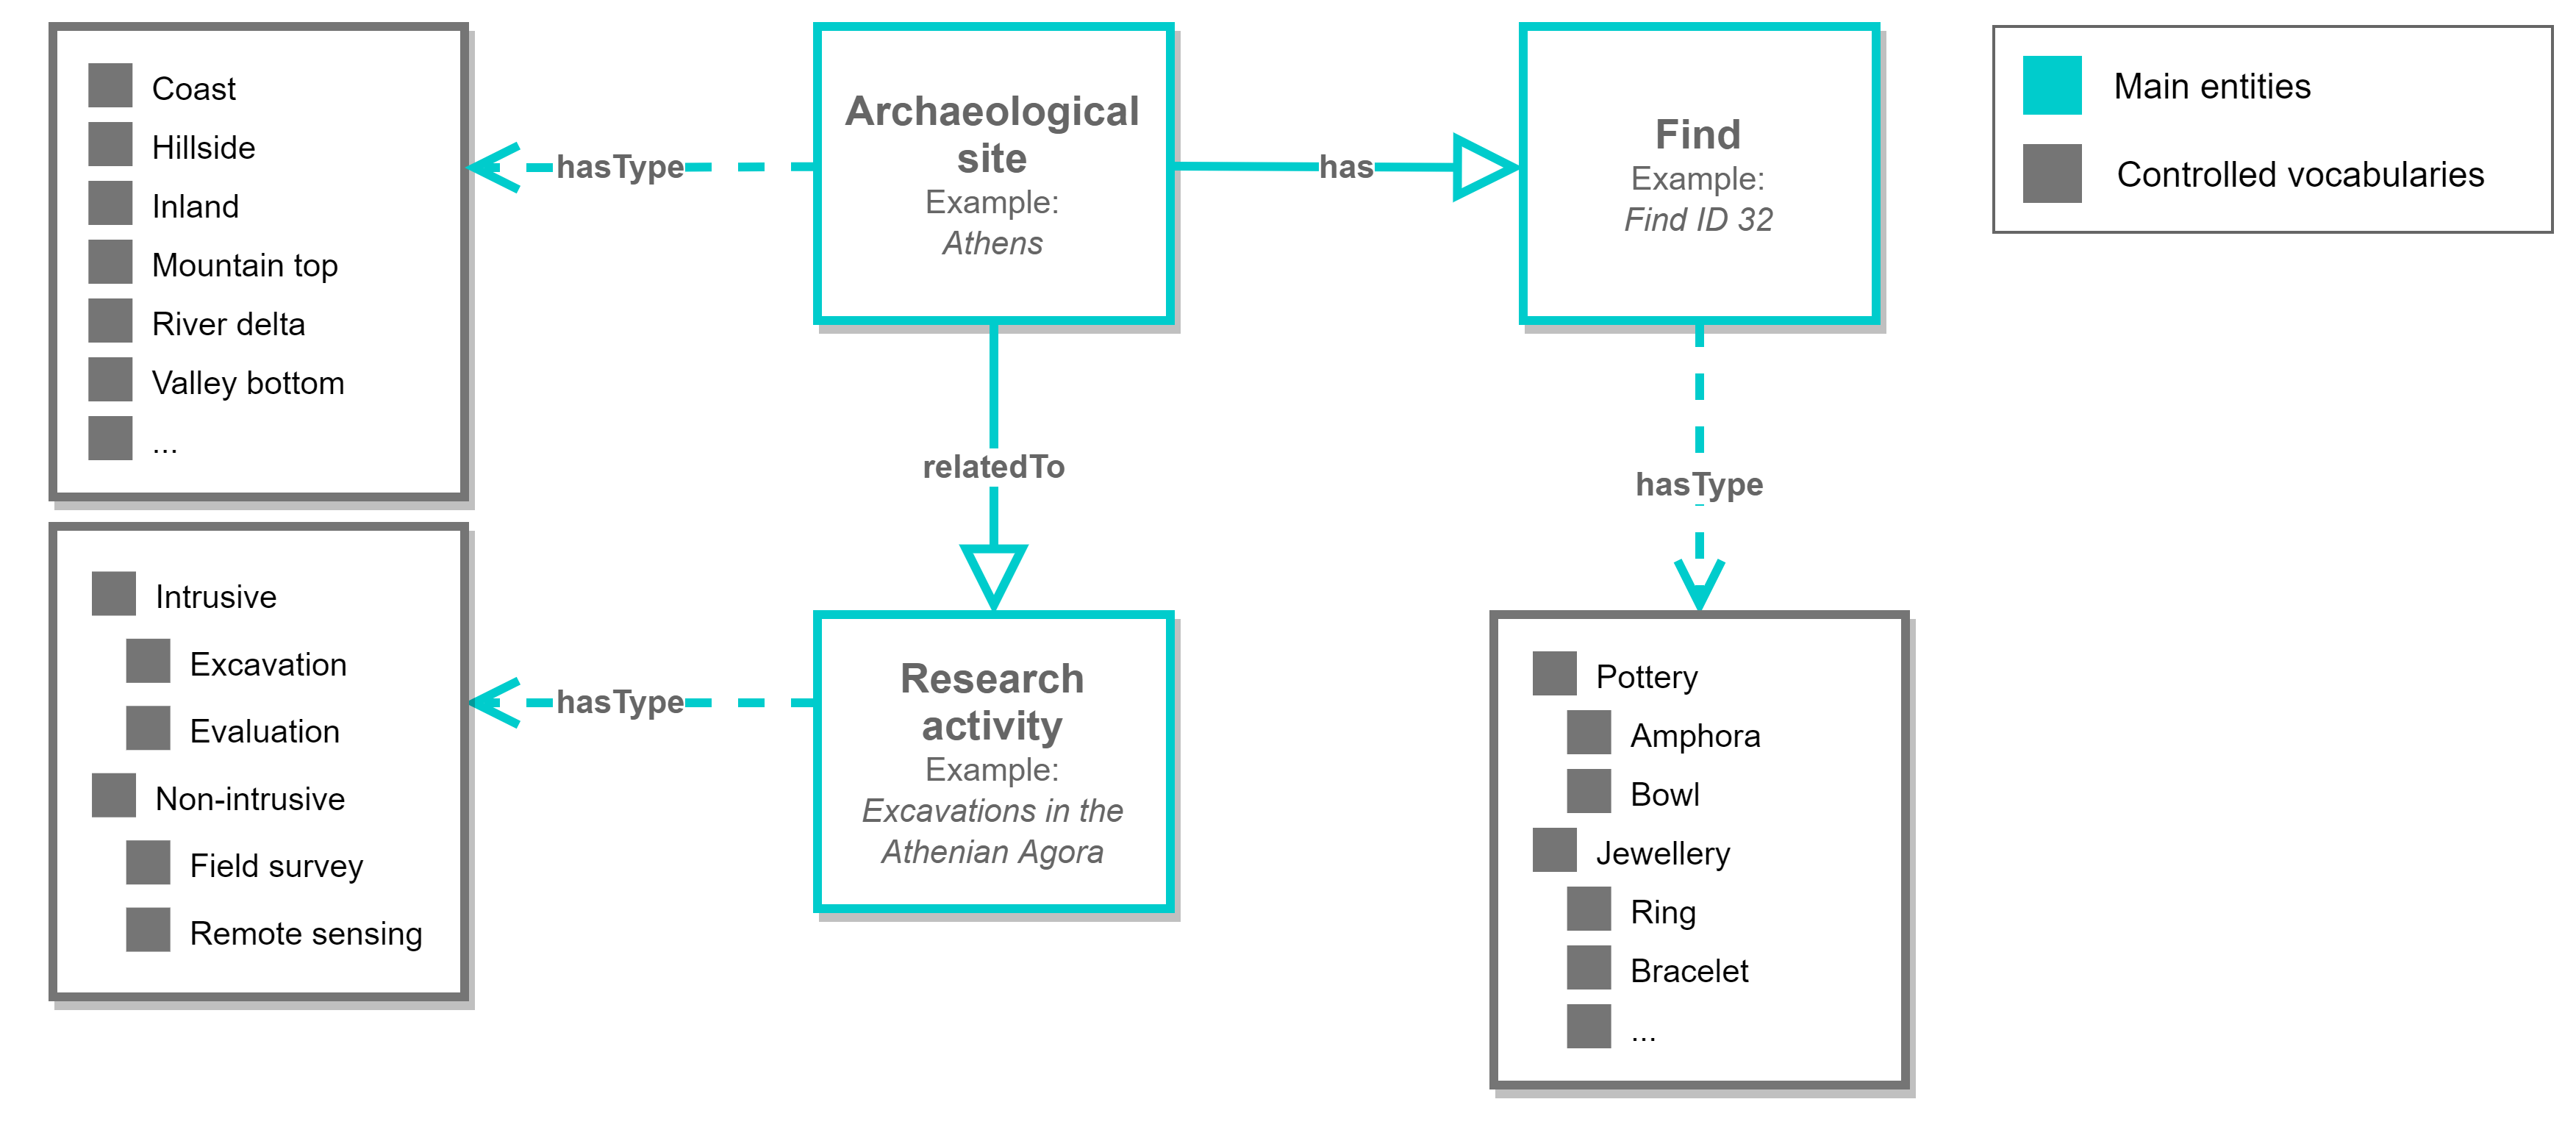 Coast
Hillside
Inland
Mountain top
River delta
Valley bottom
...
hasType
Archaeological
site
Example:
Athens
has
Find
Example:
Find ID 32
Main entities
Controlled vocabularies
relatedTo
hasType
Intrusive
Excavation
Evaluation
Non-intrusive
Field survey
Remote sensing
hasType
Research
activity
Example:
Excavations in the
Athenian Agora
Pottery
Amphora
Bowl
Jewellery
Ring
Bracelet
...